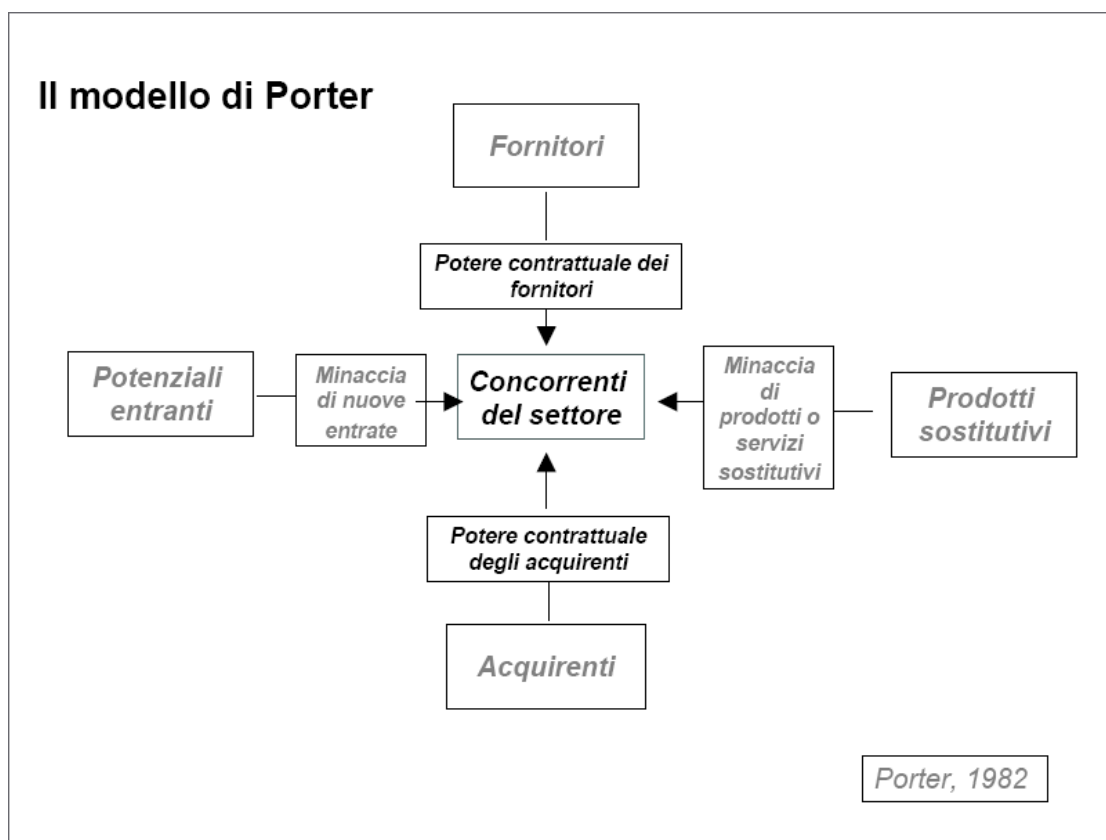 Il modello di Porter
Fornitori
Potere contrattuale dei
fornitori
Potenziali
entranti
Minaccia
di nuove
entrate
Concorrenti
del settore
Minaccia
di
prodotti o
servizi
sostitutivi
Prodotti
sostitutivi
Potere contrattuale
degli acquirenti
Acquirenti
Porter, 1982